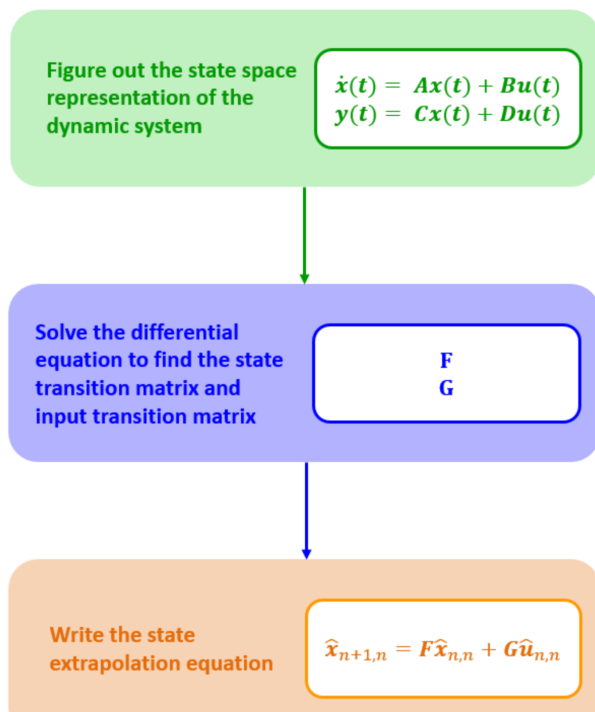 Figure out the state space
representation of the
dynamic system
ẋ(t) = Ax(t) + Bu(t)
y(t) = Cx(t) + Du(t)
Solve the differential
equation to find the state
transition matrix and
input transition matrix
F
G
Write the state
extrapolation equation
x̂ₙ₊₁,ₙ = Fx̂ₙ,ₙ + Gûₙ,ₙ